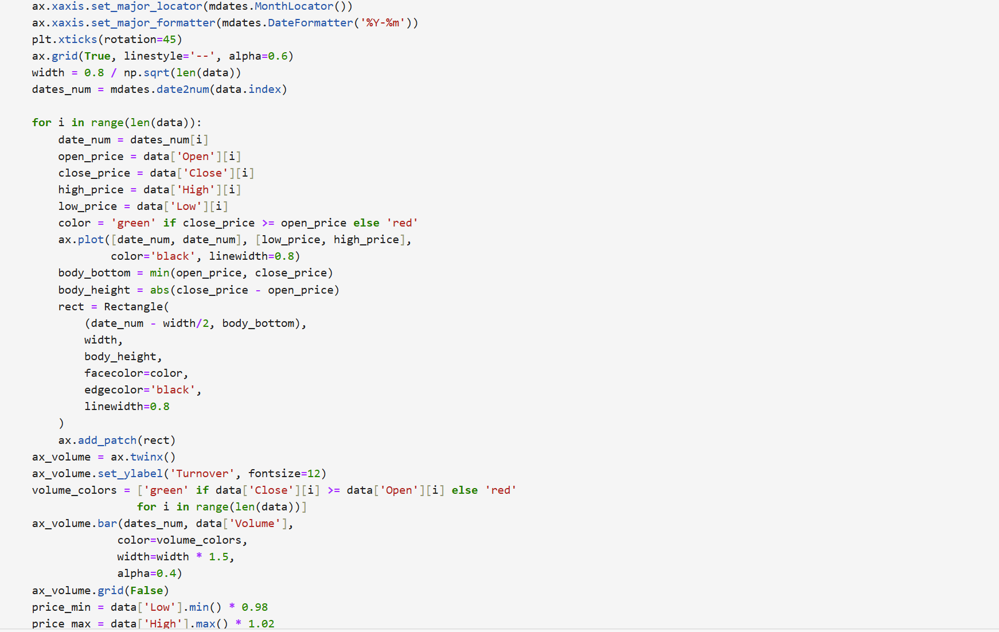 ax.xaxis.set_major_locator(mdates.MonthLocator())
ax.xaxis.set_major_formatter(mdates.DateFormatter('%Y-%m'))
plt.xticks(rotation=45)
ax.grid(True, linestyle='--', alpha=0.6)
width = 0.8 / np.sqrt(len(data))
dates_num = mdates.date2num(data.index)

for i in range(len(data)):
    date_num = dates_num[i]
    open_price = data['Open'][i]
    close_price = data['Close'][i]
    high_price = data['High'][i]
    low_price = data['Low'][i]
    color = 'green' if close_price >= open_price else 'red'
    ax.plot([date_num, date_num], [low_price, high_price],
            color='black', linewidth=0.8)
    body_bottom = min(open_price, close_price)
    body_height = abs(close_price - open_price)
    rect = Rectangle(
        (date_num - width/2, body_bottom),
        width,
        body_height,
        facecolor=color,
        edgecolor='black',
        linewidth=0.8
    )
    ax.add_patch(rect)
ax_volume = ax.twinx()
ax_volume.set_ylabel('Turnover', fontsize=12)
volume_colors = ['green' if data['Close'][i] >= data['Open'][i] else 'red'
                for i in range(len(data))]
ax_volume.bar(dates_num, data['Volume'],
             color=volume_colors,
             width=width * 1.5,
             alpha=0.4)
ax_volume.grid(False)
price_min = data['Low'].min() * 0.98
price_max = data['High'].max() * 1.02